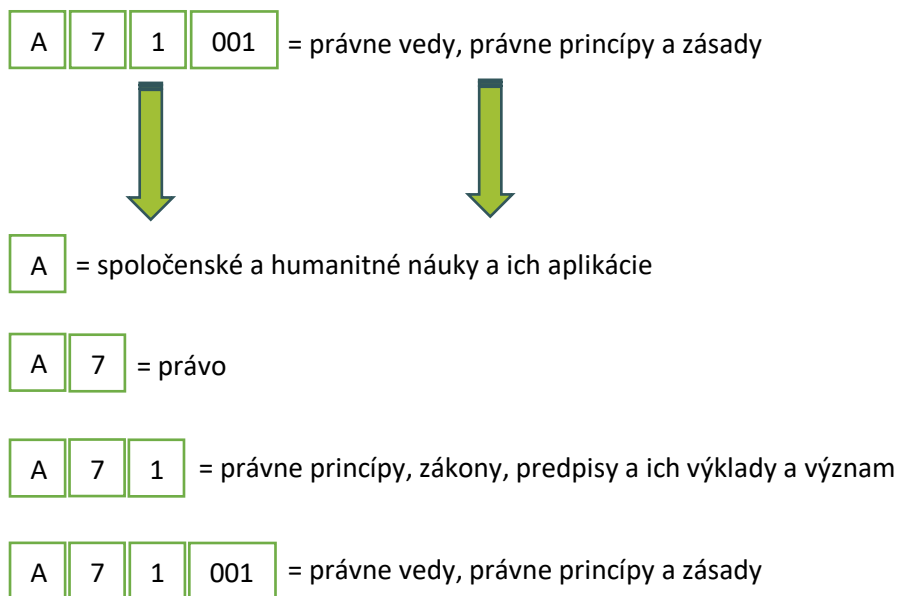 A 7 1 001 = právne vedy, právne princípy a zásady
A = spoločenské a humanitné náuky a ich aplikácie
A 7 = právo
A 7 1 = právne princípy, zákony, predpisy a ich výklady a význam
A 7 1 001 = právne vedy, právne princípy a zásady